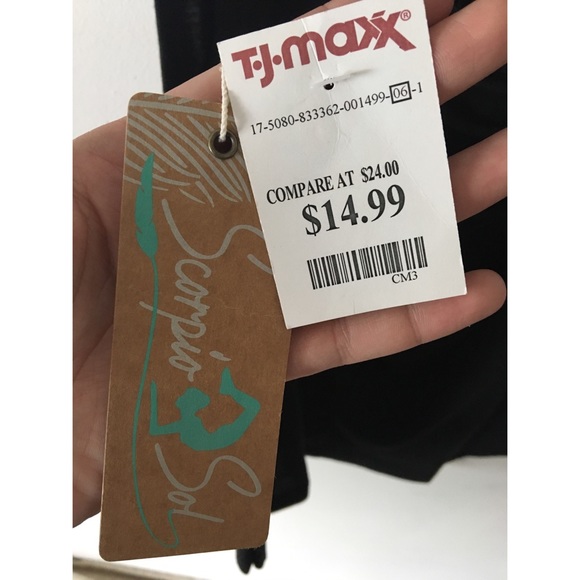 T·J·maxx®
17-5080-833362-001499-06-1
COMPARE AT $24.00
$14.99
CM3
Scorpio
Sol